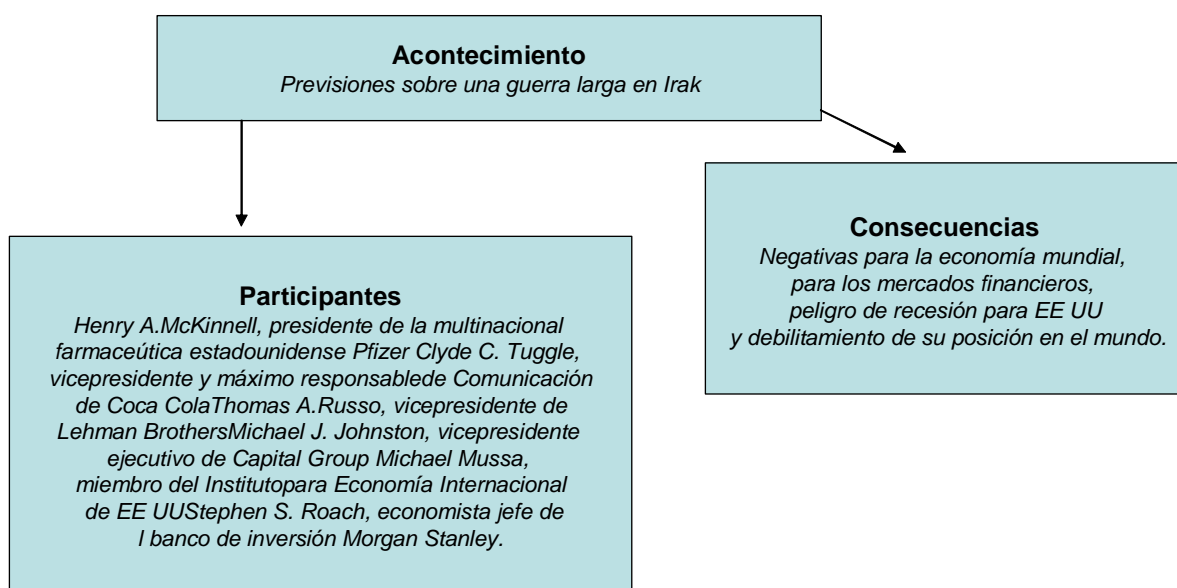 Acontecimiento
Previsiones sobre una guerra larga en Irak
Participantes
Henry A.McKinnell, presidente de la multinacional
farmaceútica estadounidense Pfizer Clyde C. Tuggle,
vicepresidente y máximo responsablede Comunicación
de Coca ColaThomas A.Russo, vicepresidente de
Lehman BrothersMichael J. Johnston, vicepresidente
ejecutivo de Capital Group Michael Mussa,
miembro del Institutopara Economía Internacional
de EE UUStephen S. Roach, economista jefe de
l banco de inversión Morgan Stanley.
Consecuencias
Negativas para la economía mundial,
para los mercados financieros,
peligro de recesión para EE UU
y debilitamiento de su posición en el mundo.